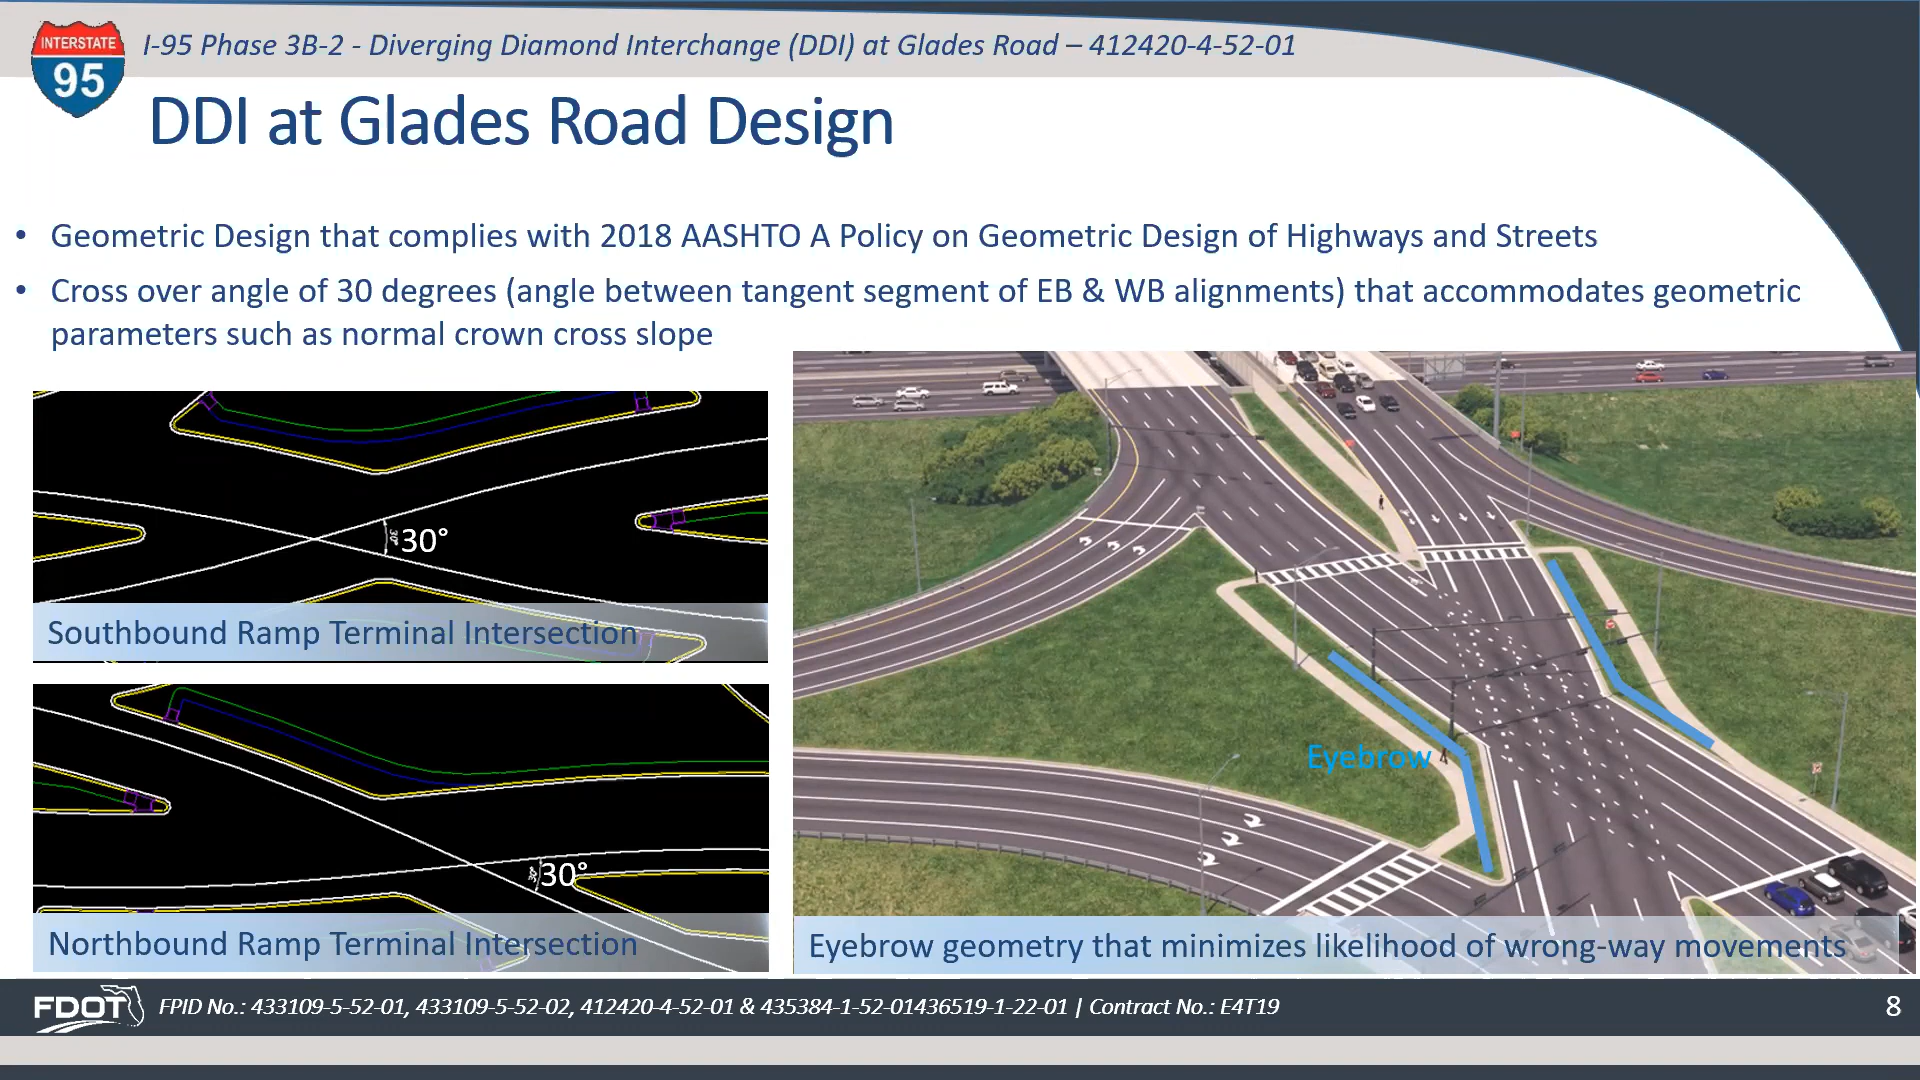 INTERSTATE
95
I-95 Phase 3B-2 - Diverging Diamond Interchange (DDI) at Glades Road – 412420-4-52-01
DDI at Glades Road Design
• Geometric Design that complies with 2018 AASHTO A Policy on Geometric Design of Highways and Streets
• Cross over angle of 30 degrees (angle between tangent segment of EB & WB alignments) that accommodates geometric
parameters such as normal crown cross slope
30°
30°
Southbound Ramp Terminal Intersection
30°
30°
Northbound Ramp Terminal Intersection
Eyebrow
Eyebrow geometry that minimizes likelihood of wrong-way movements
FDOT
FPID No.: 433109-5-52-01, 433109-5-52-02, 412420-4-52-01 & 435384-1-52-01436519-1-22-01 | Contract No.: E4T19
8